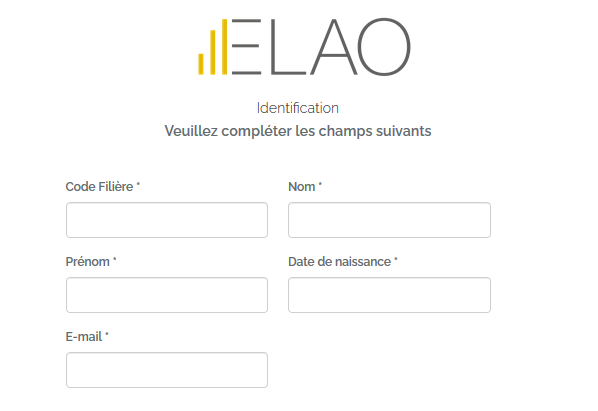 ELAO
Identification
Veuillez compléter les champs suivants
Code Filière *
Nom *
Prénom *
Date de naissance *
E-mail *